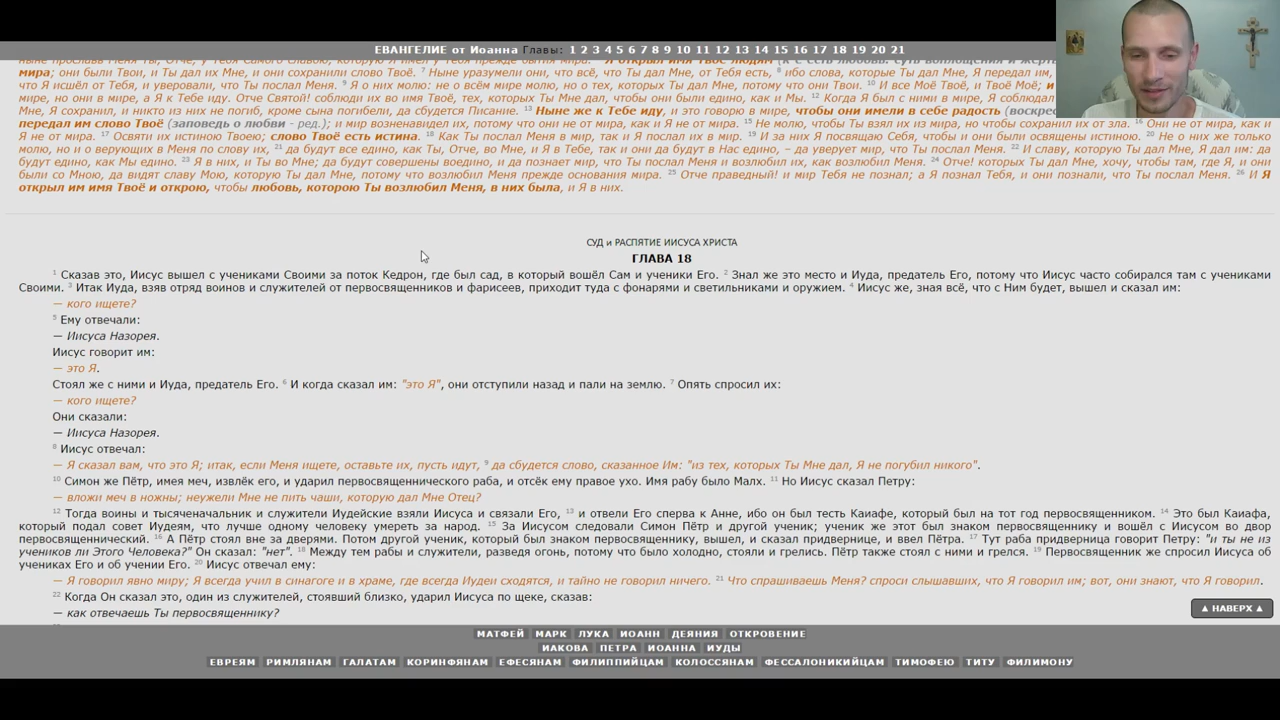 ЕВАНГЕЛИЕ от Иоанна Главы: 1 2 3 4 5 6 7 8 9 10 11 12 13 14 15 16 17 18 19 20 21
мира; они были Твои, и Ты дал их Мне, и они сохранили слово Твоё. 7 Ныне уразумели они, что всё, что Ты дал Мне, от Тебя есть, 8 ибо слова, которые Ты дал Мне, Я передал им,
что Я исшёл от Тебя, и уверовали, что Ты послал Меня. 9 Я о них молю: не о всём мире молю, но о тех, которых Ты дал Мне, потому что они Твои. 10 И все Моё Твоё, и Твоё Моё; и
мире, но они в мире, а Я к Тебе иду. Отче Святой! соблюди их во имя Твоё, тех, которых Ты Мне дал, чтобы они были едино, как и Мы. 12 Когда Я был с ними в мире, Я соблюдал
Мне, Я сохранил, и никто из них не погиб, кроме сына погибели, да сбудется Писание. 13 Ныне же к Тебе иду, и это говорю в мире, чтобы они имели в себе радость
передал им слово Твоё (заповедь о любви – ред.); и мир возненавидел их, потому что они не от мира, как и Я не от мира. 15 Не молю, чтобы Ты взял их из мира, но чтобы сохранил их от зла. 16 Они не от мира, как и
Я не от мира. 17 Освяти их истиною Твоею; слово Твоё есть истина. 18 Как Ты послал Меня в мир, так и Я послал их в мир. 19 И за них Я посвящаю Себя, чтобы и они были освящены истиною. 20 Не о них же только
молю, но и о верующих в Меня по слову их, 21 да будут все едино, как Ты, Отче, во Мне, и Я в Тебе, так и они да будут в Нас едино, – да уверует мир, что Ты послал Меня. 22 И славу, которую Ты дал Мне, Я дал им: да
будут едино, как Мы едино. 23 Я в них, и Ты во Мне; да будут совершены воедино, и да познает мир, что Ты послал Меня и возлюбил их, как возлюбил Меня. 24 Отче! которых Ты дал Мне, хочу, чтобы там, где Я, и они
были со Мною, да видят славу Мою, которую Ты дал Мне, потому что возлюбил Меня прежде основания мира. 25 Отче праведный! и мир Тебя не познал; а Я познал Тебя, и они познали, что Ты послал Меня. 26 И Я
открыл им имя Твоё и открою, чтобы любовь, которою Ты возлюбил Меня, в них была, и Я в них.
СУД и РАСПЯТИЕ ИИСУСА ХРИСТА
ГЛАВА 18
1 Сказав это, Иисус вышел с учениками Своими за поток Кедрон, где был сад, в который вошёл Сам и ученики Его. 2 Знал же это место и Иуда, предатель Его, потому что Иисус часто собирался там с учениками
Своими. 3 Итак Иуда, взяв отряд воинов и служителей от первосвященников и фарисеев, приходит туда с фонарями и светильниками и оружием. 4 Иисус же, зная всё, что с Ним будет, вышел и сказал им:
— кого ищете?
5 Ему отвечали:
— Иисуса Назорея.
Иисус говорит им:
— это Я.
Стоял же с ними и Иуда, предатель Его. 6 И когда сказал им: "это Я", они отступили назад и пали на землю. 7 Опять спросил их:
— кого ищете?
Они сказали:
— Иисуса Назорея.
8 Иисус отвечал:
— Я сказал вам, что это Я; итак, если Меня ищете, оставьте их, пусть идут, 9 да сбудется слово, сказанное Им: "из тех, которых Ты Мне дал, Я не погубил никого".
10 Симон же Пётр, имея меч, извлёк его, и ударил первосвященнического раба, и отсёк ему правое ухо. Имя рабу было Малх. 11 Но Иисус сказал Петру:
— вложи меч в ножны; неужели Мне не пить чаши, которую дал Мне Отец?
12 Тогда воины и тысяченачальник и служители Иудейские взяли Иисуса и связали Его, 13 и отвели Его сперва к Анне, ибо он был тесть Каиафе, который был на тот год первосвященником. 14 Это был Каиафа,
который подал совет Иудеям, что лучше одному человеку умереть за народ. 15 За Иисусом следовали Симон Пётр и другой ученик; ученик же этот был знаком первосвященнику и вошёл с Иисусом во двор
первосвященнический. 16 А Пётр стоял вне за дверями. Потом другой ученик, который был знаком первосвященнику, вышел, и сказал придвернице, и ввел Петра. 17 Тут раба придверница говорит Петру: "и ты не из
учеников ли Этого Человека?" Он сказал: "нет". 18 Между тем рабы и служители, разведя огонь, потому что было холодно, стояли и грелись. Пётр также стоял с ними и грелся. 19 Первосвященник же спросил Иисуса об
учениках Его и об учении Его. 20 Иисус отвечал ему:
— Я говорил явно миру; Я всегда учил в синагоге и в храме, где всегда Иудеи сходятся, и тайно не говорил ничего. 21 Что спрашиваешь Меня? спроси слышавших, что Я говорил им; вот, они знают, что Я говорил.
22 Когда Он сказал это, один из служителей, стоявший близко, ударил Иисуса по щеке, сказав:
— как отвечаешь Ты первосвященнику?
▲ НАВЕРХ ▲
МАТФЕЙ МАРК ЛУКА ИОАНН ДЕЯНИЯ ОТКРОВЕНИЕ
ИАКОВА ПЕТРА ИОАННА ИУДЫ
ЕВРЕЯМ РИМЛЯНАМ ГАЛАТАМ КОРИНФЯНАМ ЕФЕСЯНАМ ФИЛИППИЙЦАМ КОЛОССЯНАМ ФЕССАЛОНИКИЙЦАМ ТИМОФЕЮ ТИТУ ФИЛИМОНУ